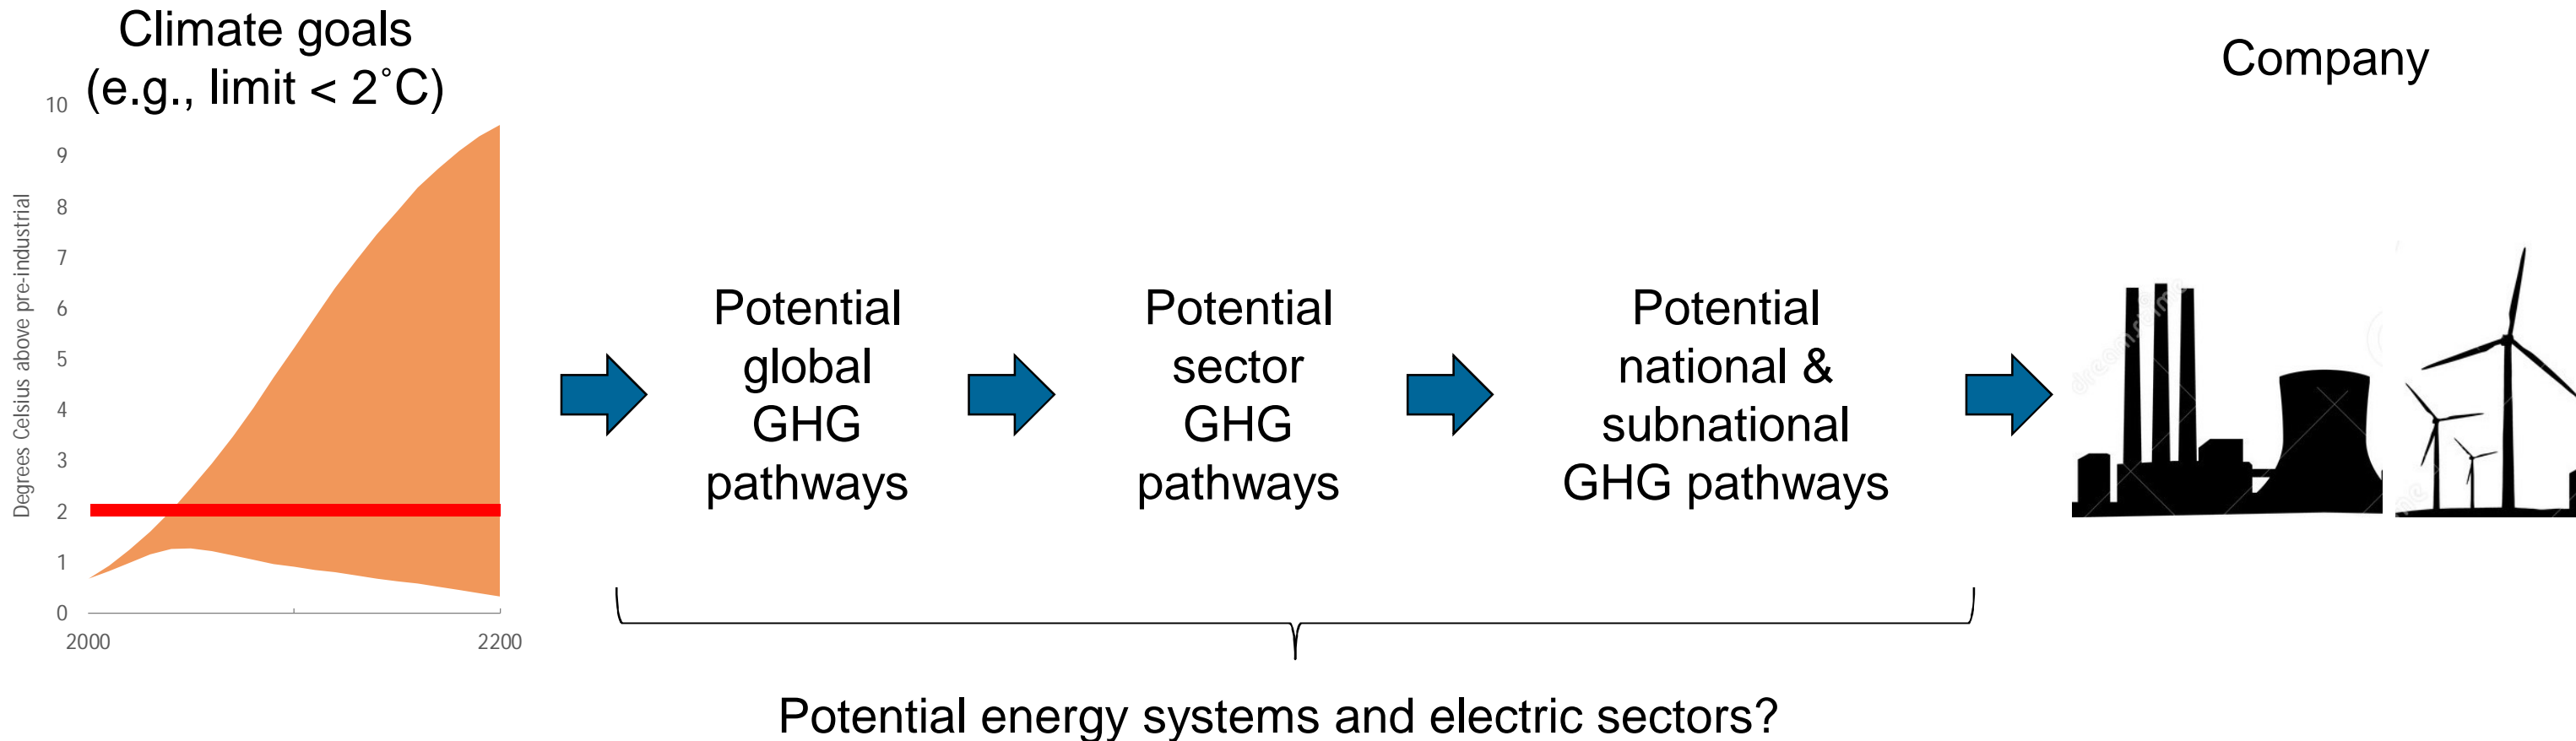 Climate goals
(e.g., limit < 2˚C)
Company
10
9
8
7
6
5
4
3
2
1
0
Degrees Celsius above pre-industrial
2000
2200
Potential
global
GHG
pathways
Potential
sector
GHG
pathways
Potential
national &
subnational
GHG pathways
Potential energy systems and electric sectors?